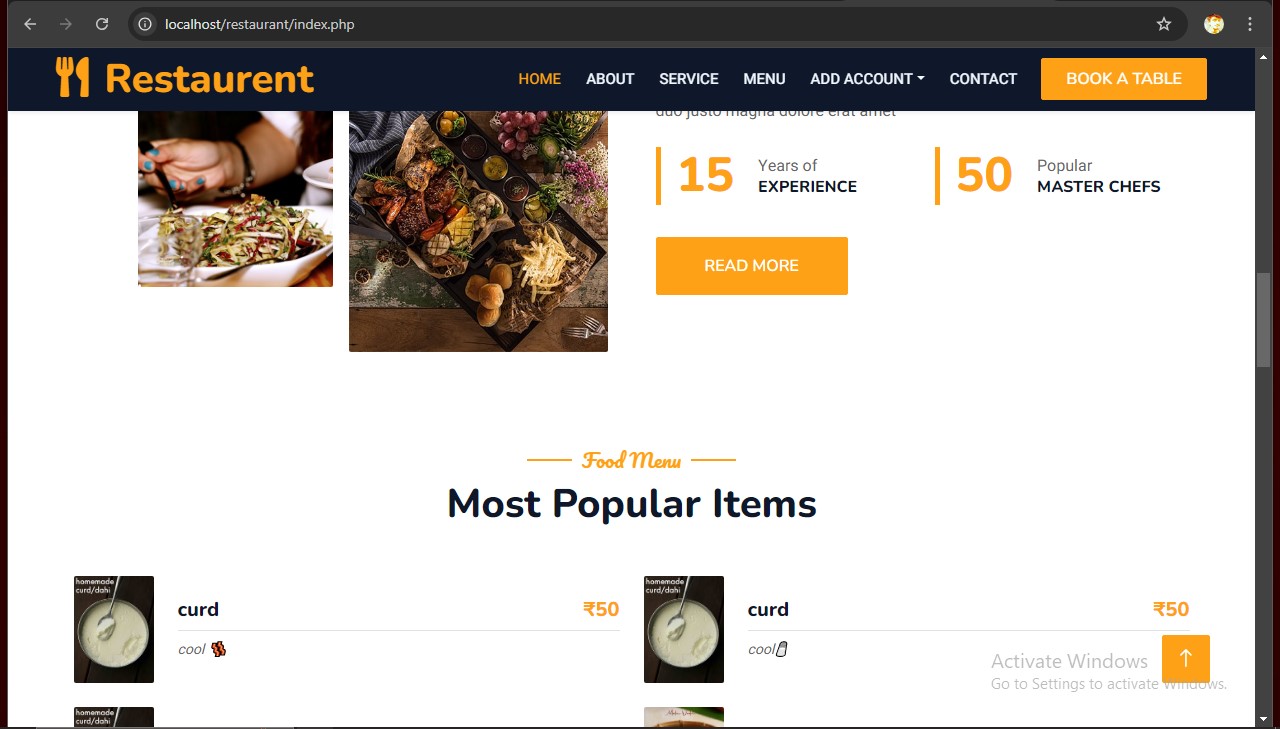 localhost/restaurant/index.php
Restaurent
HOME ABOUT SERVICE MENU ADD ACCOUNT CONTACT BOOK A TABLE
duo justo magna dolore erat amet
15 Years of EXPERIENCE
50 Popular MASTER CHEFS
READ MORE
Food Menu
Most Popular Items
homemade
curd/dahi
curd ₹50
cool 🥓
homemade
curd/dahi
curd ₹50
cool🧂
Activate Windows
Go to Settings to activate Windows.
homemade
curd/dahi